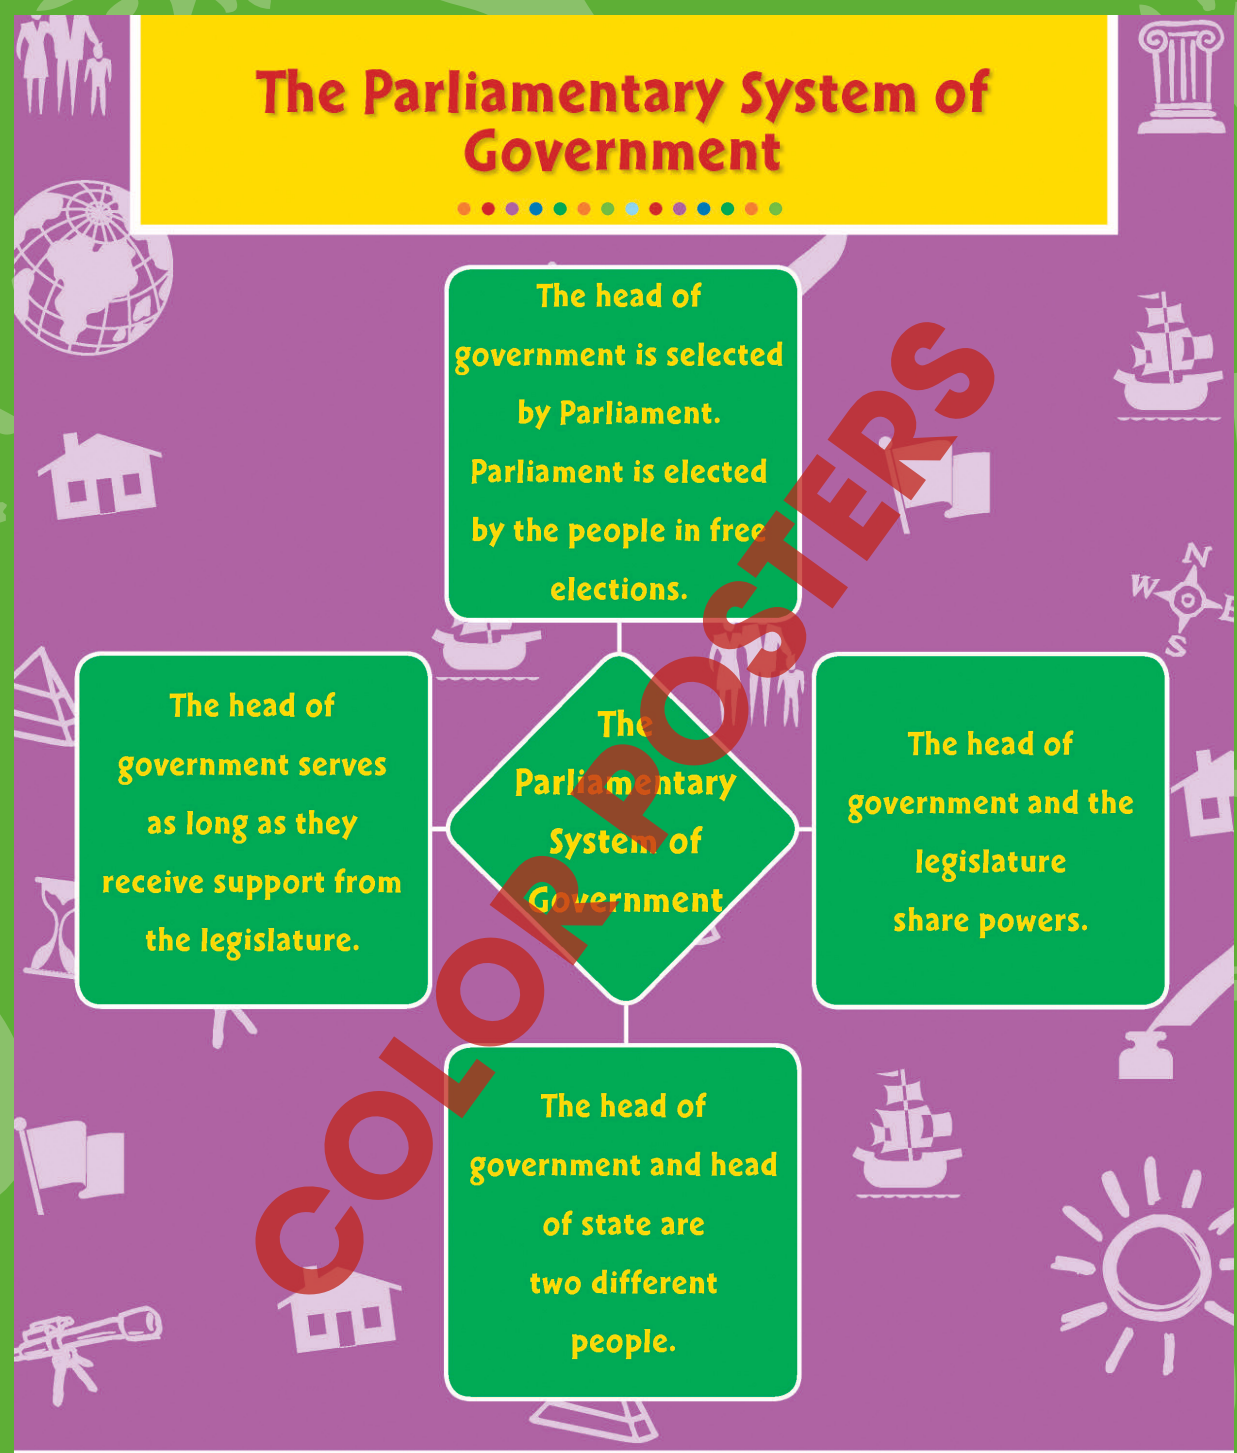 The Parliamentary System of
Government
The head of
government is selected
by Parliament.
Parliament is elected
by the people in free
elections.
The head of
government serves
as long as they
receive support from
the legislature.
The
Parliamentary
System of
Government
The head of
government and the
legislature
share powers.
The head of
government and head
of state are
two different
people.
COLOR POSTERS
N
W
E
S